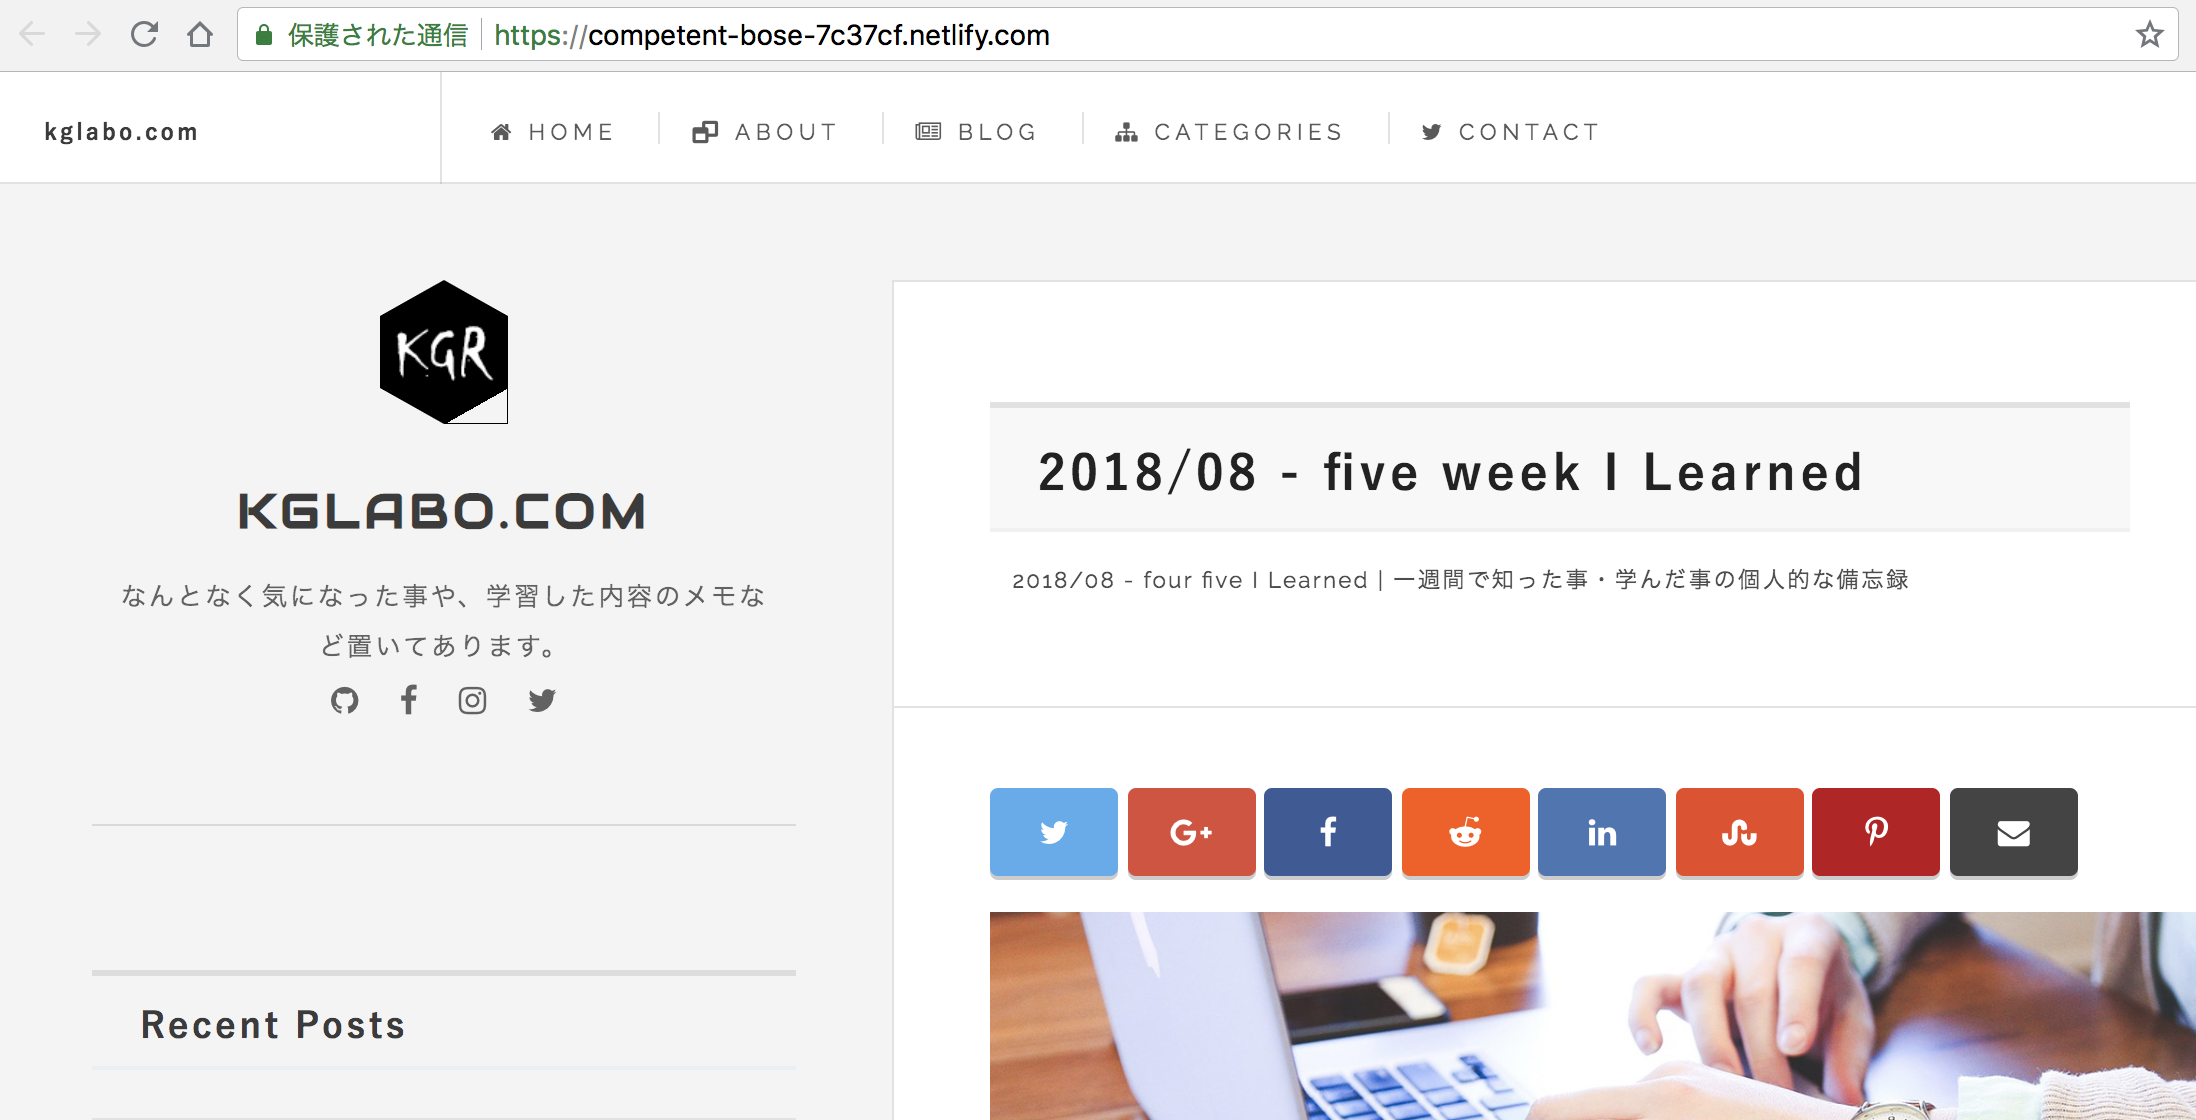 保護された通信 https://competent-bose-7c37cf.netlify.com
kglabo.com HOME ABOUT BLOG CATEGORIES CONTACT
KGR
KGLABO.COM
なんとなく気になった事や、学習した内容のメモな
ど置いてあります。
Recent Posts
2018/08 - five week I Learned
2018/08 - four five I Learned | 一週間で知った事・学んだ事の個人的な備忘録
G+
in